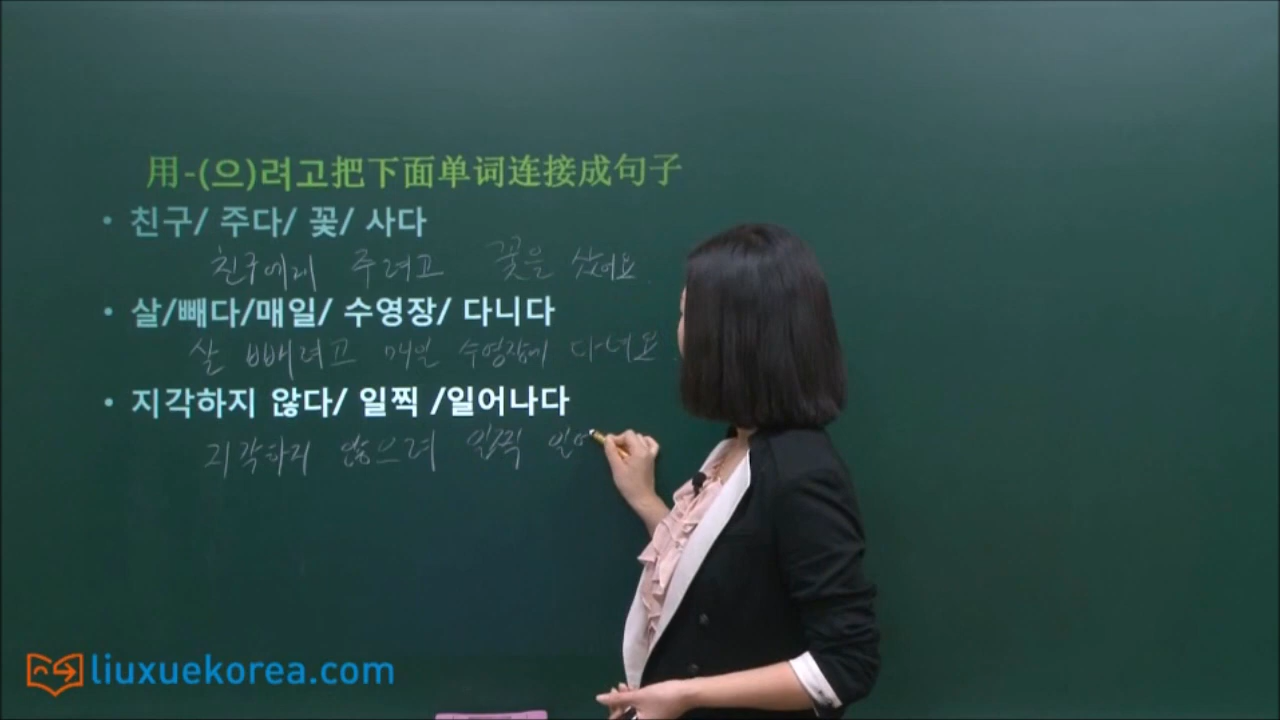 用-(으)려고把下面单词连接成句子
• 친구/ 주다/ 꽃/ 사다
친구에게 주려고 꽃을 샀어요.
• 살/빼다/매일/ 수영장/ 다니다
살 빼려고 매일 수영장에 다녀요.
• 지각하지 않다/ 일찍 /일어나다
지각하지 않으려 일찍 일어
liuxuekorea.com